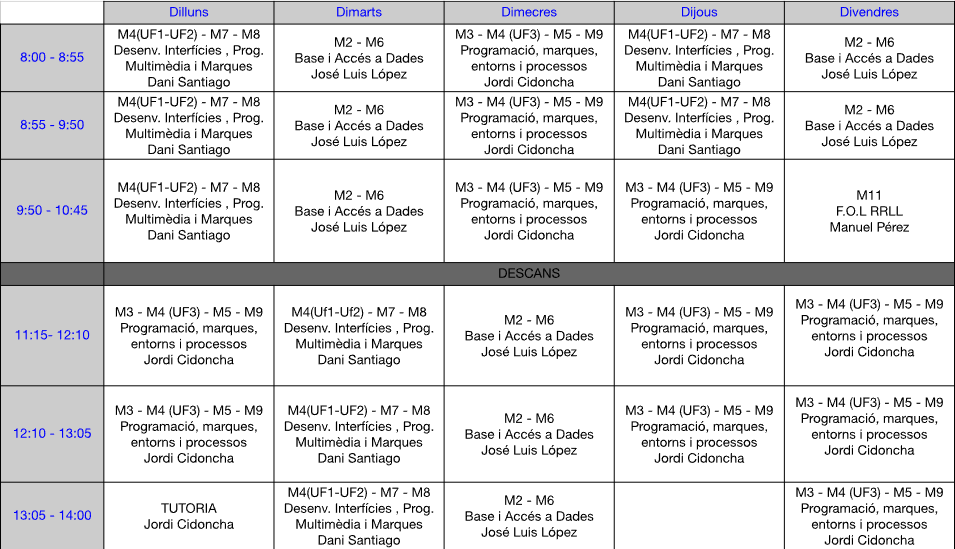 Dilluns Dimarts Dimecres Dijous Divendres
8:00 - 8:55
M4(UF1-UF2) - M7 - M8
Desenv. Interfícies , Prog.
Multimèdia i Marques
Dani Santiago
M2 - M6
Base i Accés a Dades
José Luis López
M3 - M4 (UF3) - M5 - M9
Programació, marques,
entorns i processos
Jordi Cidoncha
M4(UF1-UF2) - M7 - M8
Desenv. Interfícies , Prog.
Multimèdia i Marques
Dani Santiago
M2 - M6
Base i Accés a Dades
José Luis López
8:55 - 9:50
M4(UF1-UF2) - M7 - M8
Desenv. Interfícies , Prog.
Multimèdia i Marques
Dani Santiago
M2 - M6
Base i Accés a Dades
José Luis López
M3 - M4 (UF3) - M5 - M9
Programació, marques,
entorns i processos
Jordi Cidoncha
M4(UF1-UF2) - M7 - M8
Desenv. Interfícies , Prog.
Multimèdia i Marques
Dani Santiago
M2 - M6
Base i Accés a Dades
José Luis López
9:50 - 10:45
M4(UF1-UF2) - M7 - M8
Desenv. Interfícies , Prog.
Multimèdia i Marques
Dani Santiago
M2 - M6
Base i Accés a Dades
José Luis López
M3 - M4 (UF3) - M5 - M9
Programació, marques,
entorns i processos
Jordi Cidoncha
M3 - M4 (UF3) - M5 - M9
Programació, marques,
entorns i processos
Jordi Cidoncha
M11
F.O.L RRLL
Manuel Pérez
DESCANS
11:15- 12:10
M3 - M4 (UF3) - M5 - M9
Programació, marques,
entorns i processos
Jordi Cidoncha
M4(Uf1-Uf2) - M7 - M8
Desenv. Interfícies , Prog.
Multimèdia i Marques
Dani Santiago
M2 - M6
Base i Accés a Dades
José Luis López
M3 - M4 (UF3) - M5 - M9
Programació, marques,
entorns i processos
Jordi Cidoncha
M3 - M4 (UF3) - M5 - M9
Programació, marques,
entorns i processos
Jordi Cidoncha
12:10 - 13:05
M3 - M4 (UF3) - M5 - M9
Programació, marques,
entorns i processos
Jordi Cidoncha
M4(UF1-UF2) - M7 - M8
Desenv. Interfícies , Prog.
Multimèdia i Marques
Dani Santiago
M2 - M6
Base i Accés a Dades
José Luis López
M3 - M4 (UF3) - M5 - M9
Programació, marques,
entorns i processos
Jordi Cidoncha
M3 - M4 (UF3) - M5 - M9
Programació, marques,
entorns i processos
Jordi Cidoncha
13:05 - 14:00
TUTORIA
Jordi Cidoncha
M4(UF1-UF2) - M7 - M8
Desenv. Interfícies , Prog.
Multimèdia i Marques
Dani Santiago
M2 - M6
Base i Accés a Dades
José Luis López
M3 - M4 (UF3) - M5 - M9
Programació, marques,
entorns i processos
Jordi Cidoncha